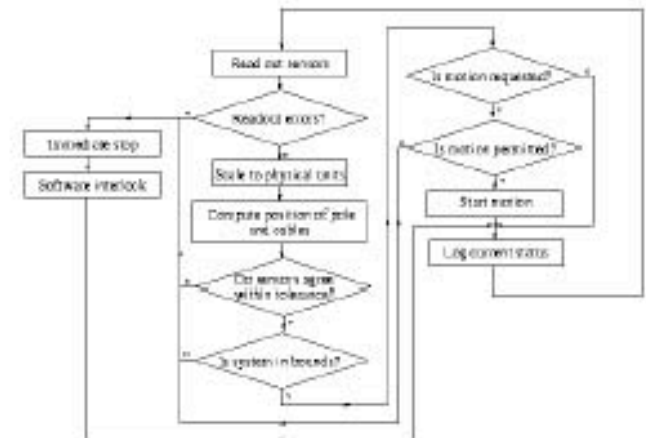 Read out sensors
Readout errors?
Immediate stop
Software interlock
Scale to physical units
Compute position of pole
and cables
Do sensors agree
within tolerance?
Is system in bounds?
Is motion requested?
Is motion permitted?
Start motion
Log current status